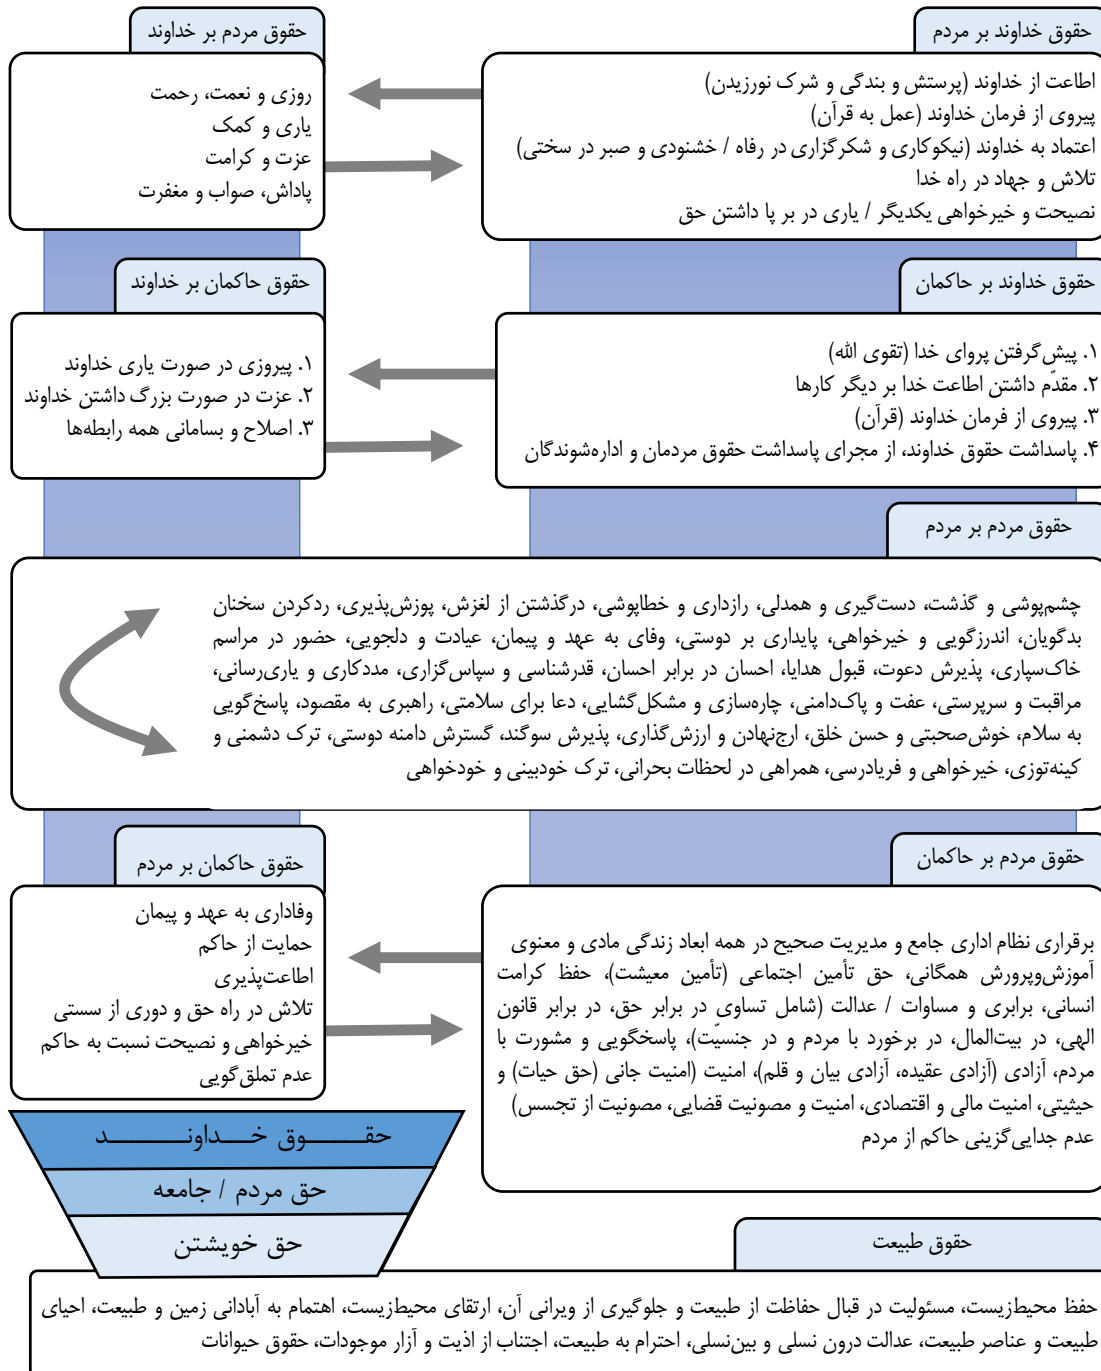 حقوق خداوند بر مردم
اطاعت از خداوند (پرستش و بندگی و شرک نورزیدن)
پیروی از فرمان خداوند (عمل به قرآن)
اعتماد به خداوند (نیکوکاری و شکرگزاری در رفاه / خشنودی و صبر در سختی)
تلاش و جهاد در راه خدا
نصیحت و خیرخواهی یکدیگر / یاری در بر پا داشتن حق
حقوق مردم بر خداوند
روزی و نعمت، رحمت
یاری و کمک
عزت و کرامت
پاداش، صواب و مغفرت
حقوق خداوند بر حاکمان
۱. پیش‌گرفتن پروای خدا (تقوی الله)
۲. مقدّم داشتن اطاعت خدا بر دیگر کارها
۳. پیروی از فرمان خداوند (قرآن)
۴. پاسداشت حقوق خداوند، از مجرای پاسداشت حقوق مردمان و اداره‌شوندگان
حقوق حاکمان بر خداوند
۱. پیروزی در صورت یاری خداوند
۲. عزت در صورت بزرگ داشتن خداوند
۳. اصلاح و بسامانی همه رابطه‌ها
حقوق مردم بر مردم
چشم‌پوشی و گذشت، دست‌گیری و همدلی، رازداری و خطاپوشی، درگذشتن از لغزش، پوزش‌پذیری، ردکردن سخنان
بدگویان، اندرزگویی و خیرخواهی، پایداری بر دوستی، وفای به عهد و پیمان، عیادت و دلجویی، حضور در مراسم
خاک‌سپاری، پذیرش دعوت، قبول هدایا، احسان در برابر احسان، قدرشناسی و سپاس‌گزاری، مددکاری و یاری‌رسانی،
مراقبت و سرپرستی، عفت و پاک‌دامنی، چاره‌سازی و مشکل‌گشایی، دعا برای سلامتی، راهبری به مقصود، پاسخ‌گویی
به سلام، خوش‌صحبتی و حسن خلق، ارج‌نهادن و ارزش‌گذاری، پذیرش سوگند، گسترش دامنه دوستی، ترک دشمنی و
کینه‌توزی، خیرخواهی و فریادرسی، همراهی در لحظات بحرانی، ترک خودبینی و خودخواهی
حقوق مردم بر حاکمان
برقراری نظام اداری جامع و مدیریت صحیح در همه ابعاد زندگی مادی و معنوی
آموزش‌وپرورش همگانی، حق تأمین اجتماعی (تأمین معیشت)، حفظ کرامت
انسانی، برابری و مساوات / عدالت (شامل تساوی در برابر حق، در برابر قانون
الهی، در بیت‌المال، در برخورد با مردم و در جنسیّت)، پاسخگویی و مشورت با
مردم، آزادی (آزادی عقیده، آزادی بیان و قلم)، امنیت (امنیت جانی (حق حیات) و
حیثیتی، امنیت مالی و اقتصادی، امنیت و مصونیت قضایی، مصونیت از تجسس)
عدم جدایی‌گزینی حاکم از مردم
حقوق حاکمان بر مردم
وفاداری به عهد و پیمان
حمایت از حاکم
اطاعت‌پذیری
تلاش در راه حق و دوری از سستی
خیرخواهی و نصیحت نسبت به حاکم
عدم تملق‌گویی
حقـــــوق خـــداونـــــــد
حق مردم / جامعه
حق خویشتن
حقوق طبیعت
حفظ محیط‌زیست، مسئولیت در قبال حفاظت از طبیعت و جلوگیری از ویرانی آن، ارتقای محیط‌زیست، اهتمام به آبادانی زمین و طبیعت، احیای
طبیعت و عناصر طبیعت، عدالت درون نسلی و بین‌نسلی، احترام به طبیعت، اجتناب از اذیت و آزار موجودات، حقوق حیوانات